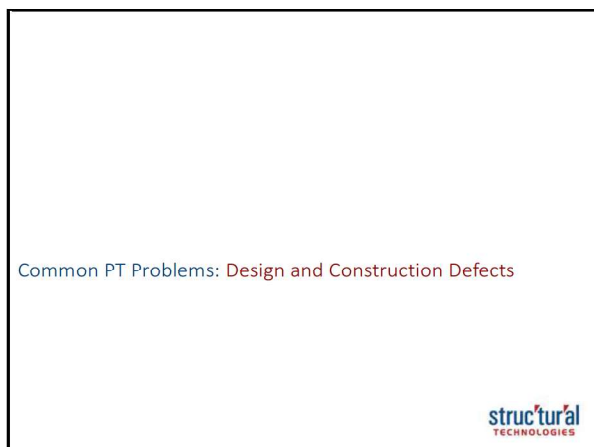 Common PT Problems: Design and Construction Defects
struc'tur'al
TECHNOLOGIES